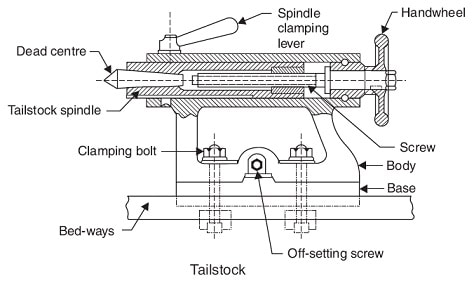 Spindle
clamping
lever
Handwheel
Dead centre
Tailstock spindle
Clamping bolt
Screw
Body
Base
Bed-ways
Off-setting screw
Tailstock